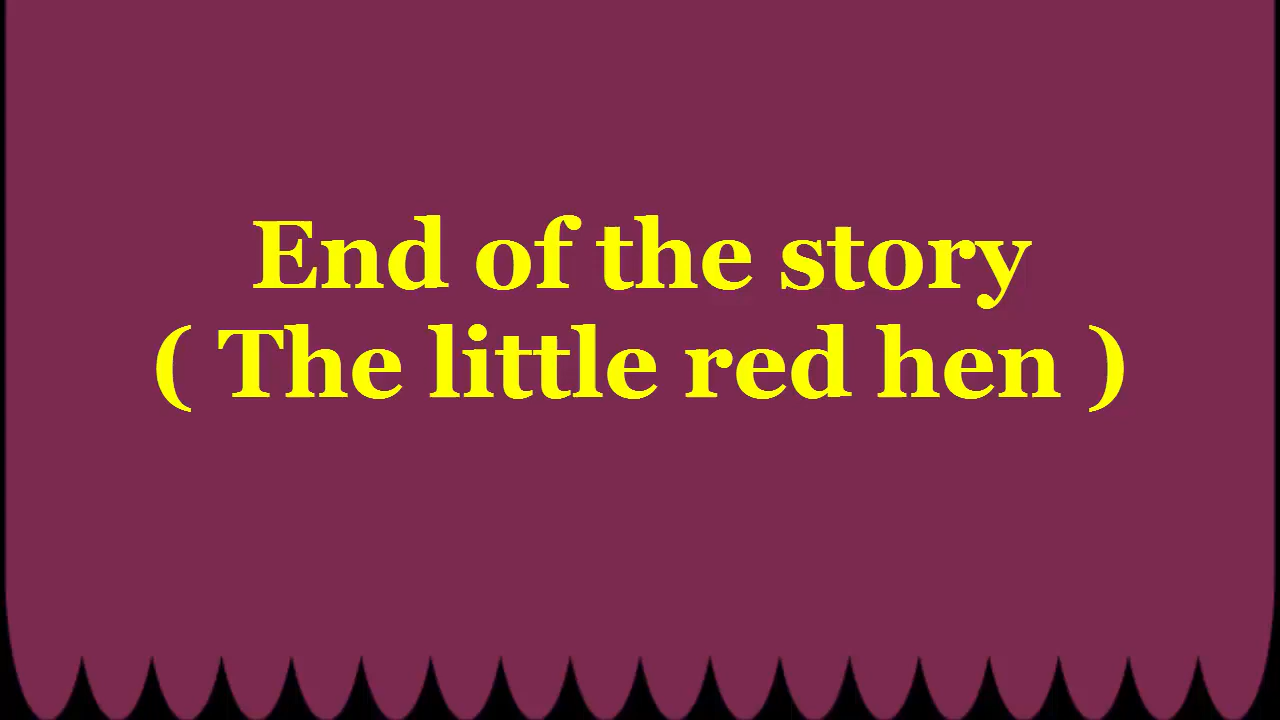 End of the story
( The little red hen )